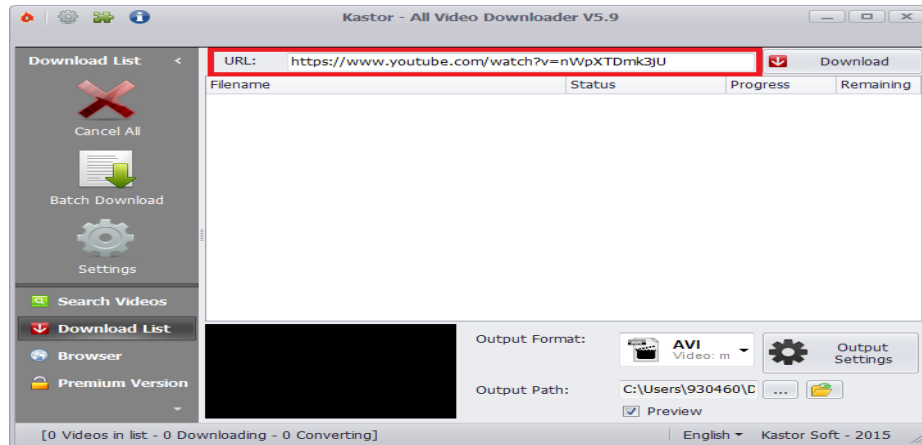 Kastor - All Video Downloader V5.9
Download List <
URL: https://www.youtube.com/watch?v=nWpXTDmk3jU Download
Filename Status Progress Remaining
Cancel All
Batch Download
Settings
Search Videos
Download List
Browser
Premium Version
Output Format: AVI
Video: m
Output Settings
Output Path: C:\Users\930460\D ...
Preview
[0 Videos in list - 0 Downloading - 0 Converting] English Kastor Soft - 2015